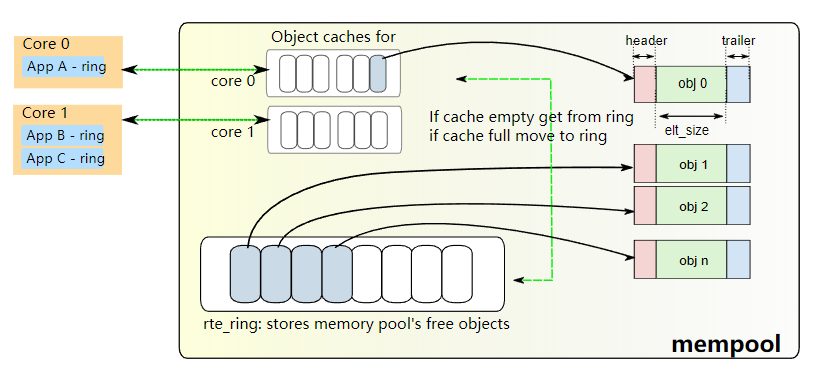 Core 0
App A - ring
Core 1
App B - ring
App C - ring
Object caches for
core 0
core 1
If cache empty get from ring
if cache full move to ring
header
trailer
obj 0
elt_size
obj 1
obj 2
obj n
rte_ring: stores memory pool's free objects
mempool